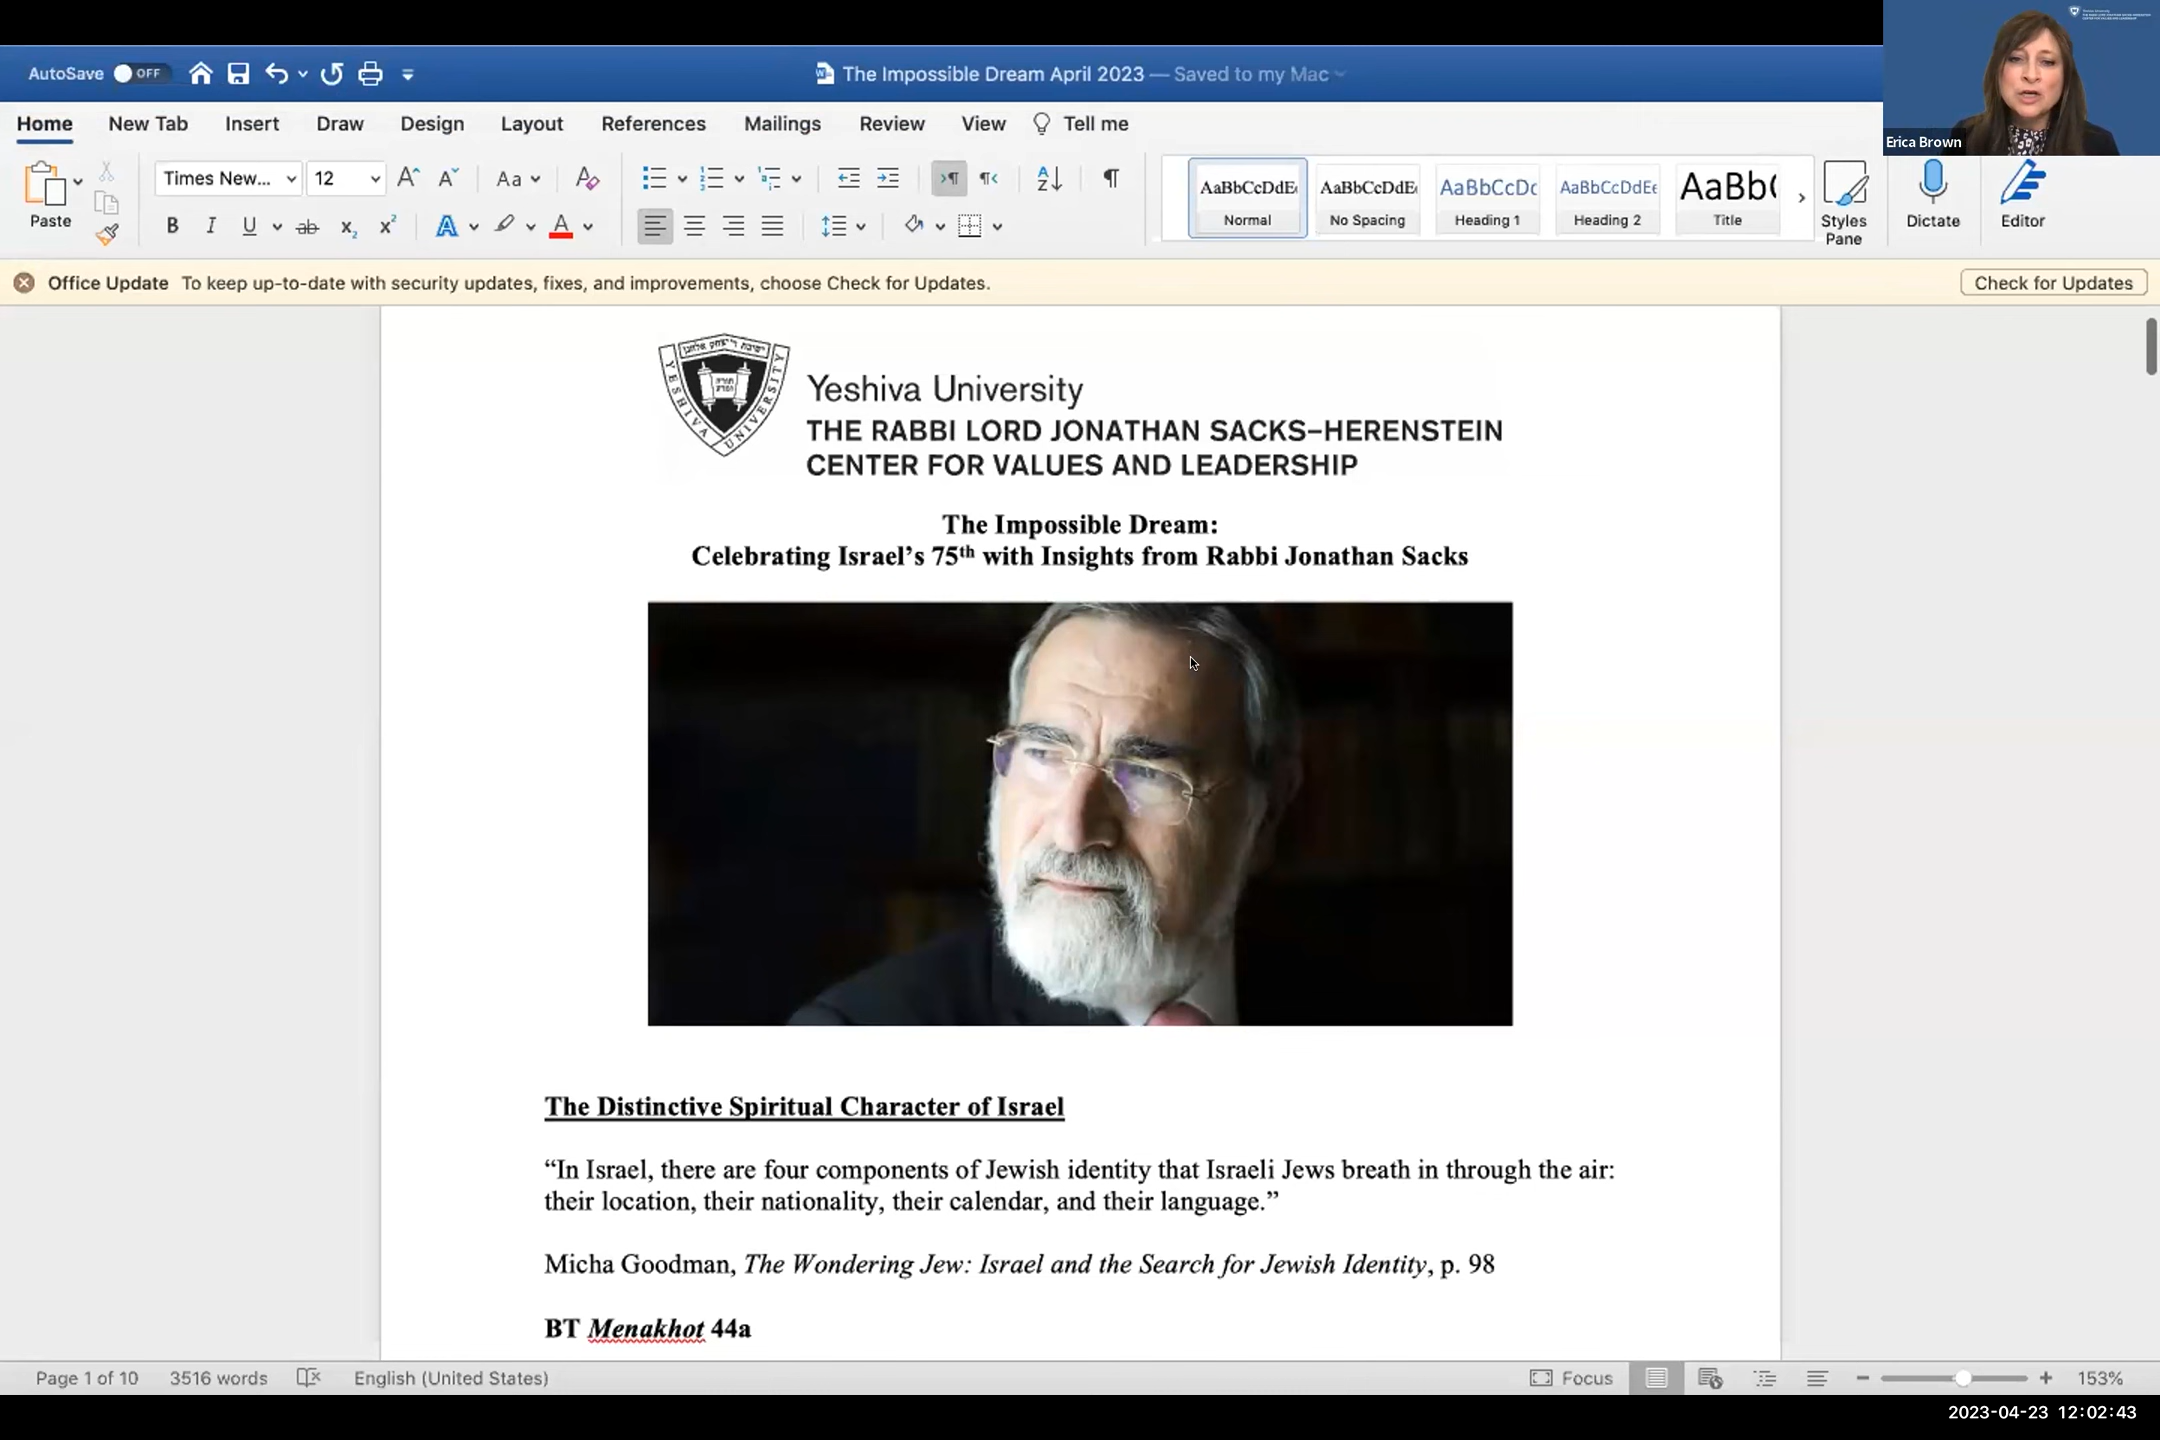 AutoSave OFF
The Impossible Dream April 2023 — Saved to my Mac
Erica Brown
Home New Tab Insert Draw Design Layout References Mailings Review View Tell me
Paste
Times New... 12
Aa
AaBbCcDdE Normal
AaBbCcDdE No Spacing
AaBbCcDc Heading 1
AaBbCcDdEe Heading 2
AaBb( Title
Styles Pane
Dictate
Editor
Office Update To keep up-to-date with security updates, fixes, and improvements, choose Check for Updates.
Check for Updates
YESHIVA UNIVERSITY
Yeshiva University
THE RABBI LORD JONATHAN SACKS–HERENSTEIN
CENTER FOR VALUES AND LEADERSHIP
The Impossible Dream:
Celebrating Israel’s 75th with Insights from Rabbi Jonathan Sacks
The Distinctive Spiritual Character of Israel
“In Israel, there are four components of Jewish identity that Israeli Jews breath in through the air:
their location, their nationality, their calendar, and their language.”
Micha Goodman, The Wondering Jew: Israel and the Search for Jewish Identity, p. 98
BT Menakhot 44a
Page 1 of 10 3516 words English (United States)
Focus
153%
2023-04-23 12:02:43